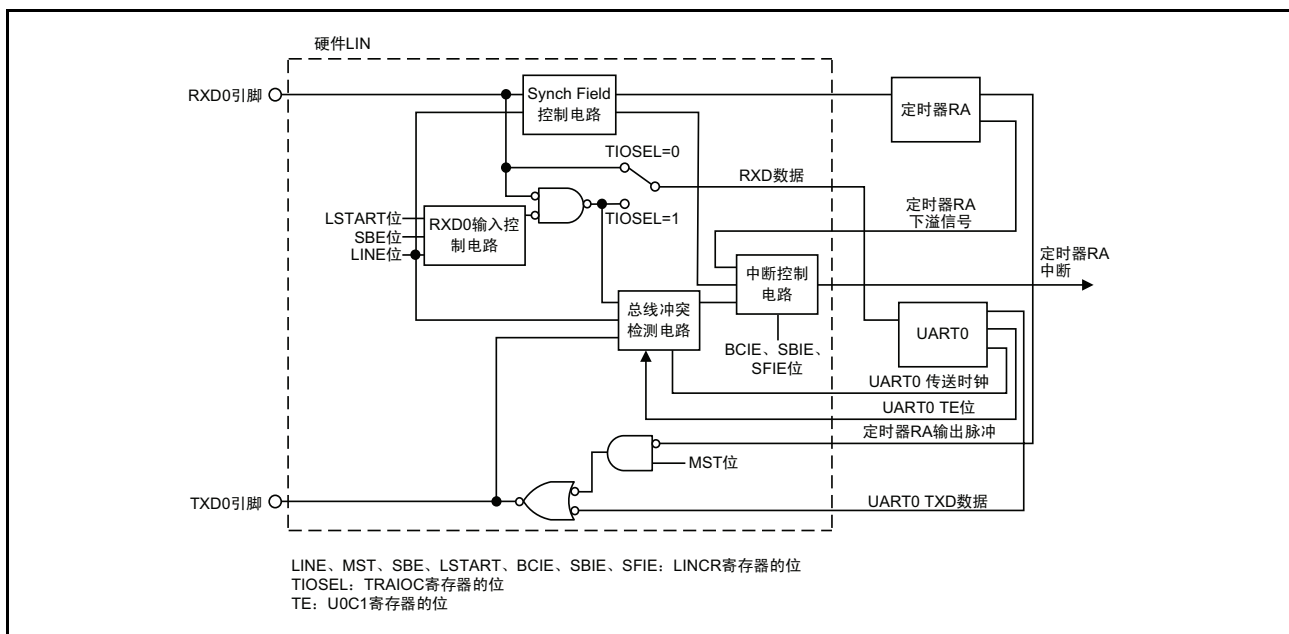 硬件LIN
RXD0引脚
Synch Field
控制电路
定时器RA
TIOSEL=0
RXD数据
TIOSEL=1
LSTART位
SBE位
LINE位
RXD0输入控
制电路
定时器RA
下溢信号
中断控制
电路
定时器RA
中断
总线冲突
检测电路
UART0
BCIE、SBIE、
SFIE位
UART0 传送时钟
UART0 TE位
定时器RA输出脉冲
MST位
TXD0引脚
UART0 TXD数据
LINE、MST、SBE、LSTART、BCIE、SBIE、SFIE：LINCR寄存器的位
TIOSEL：TRAIOC寄存器的位
TE：U0C1寄存器的位